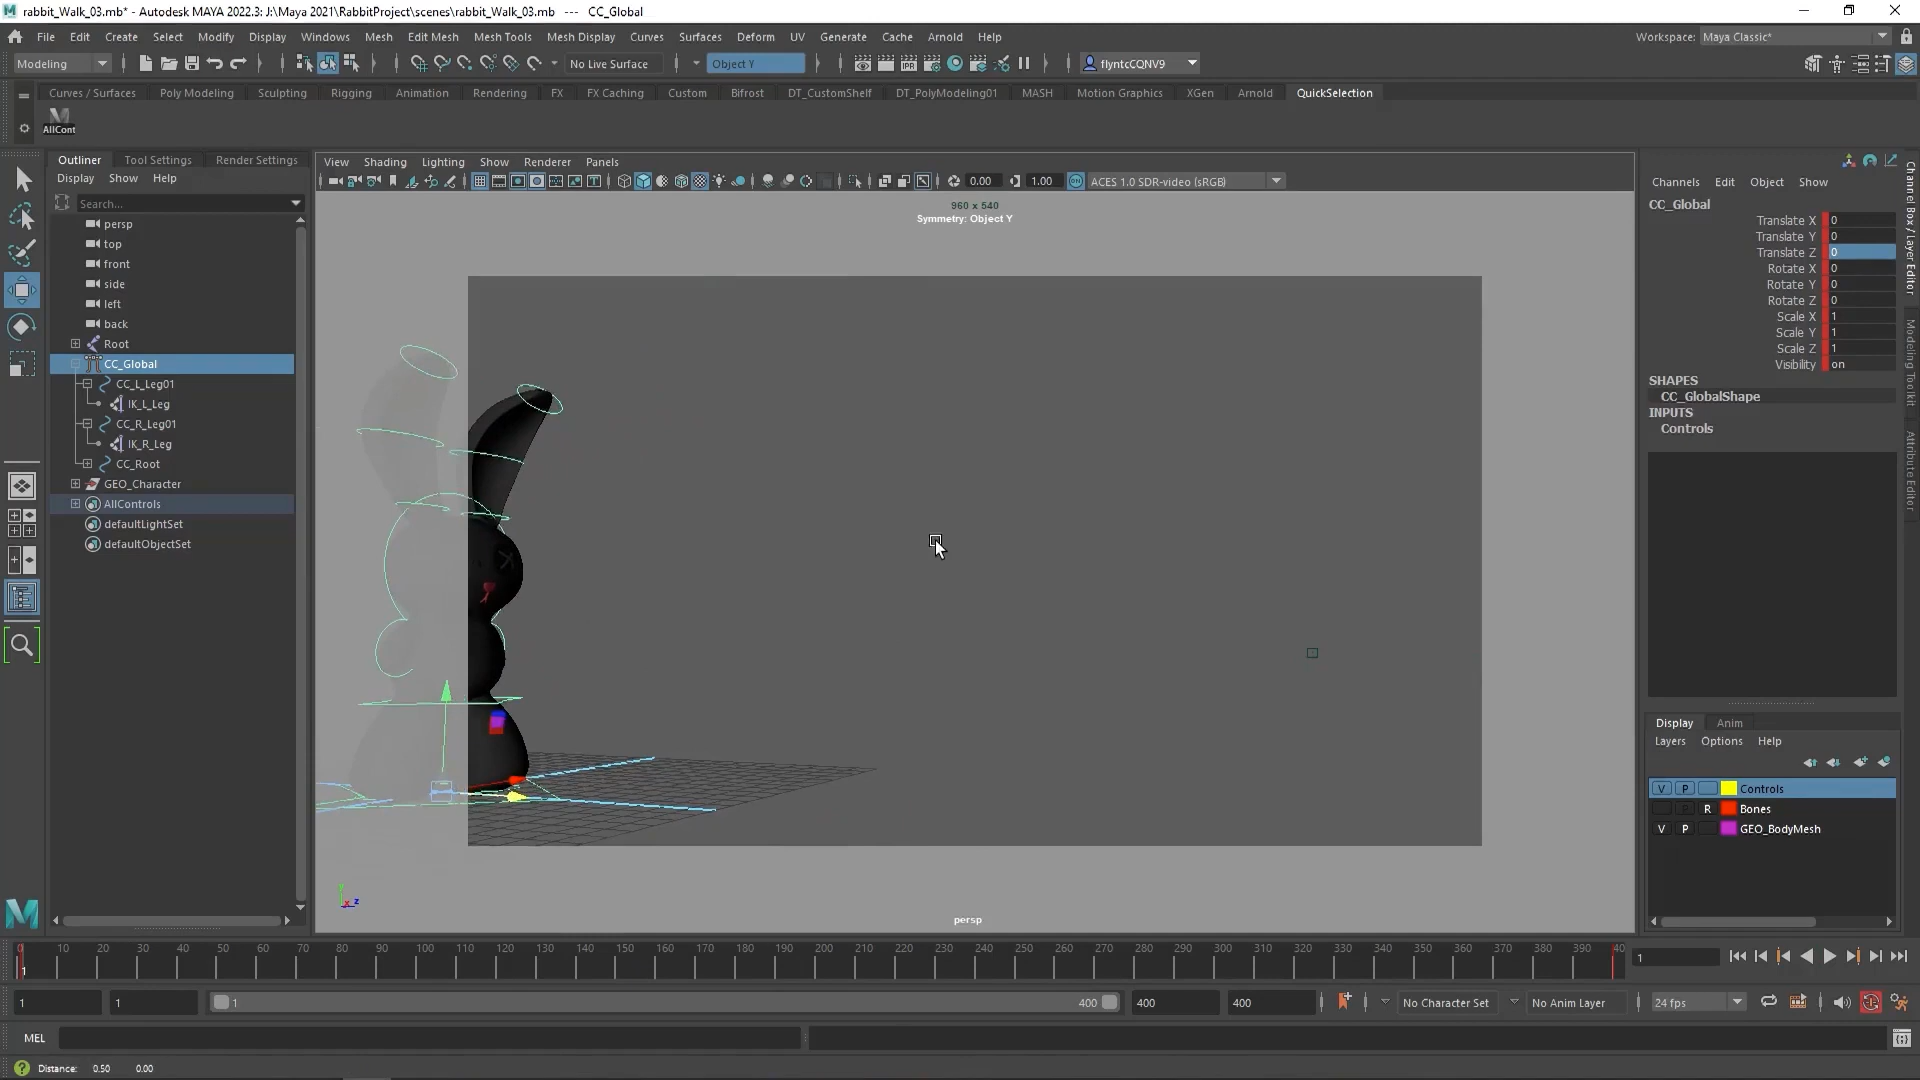 rabbit_Walk_03.mb* - Autodesk MAYA 2022.3: J:\Maya 2021\RabbitProject\scenes\rabbit_Walk_03.mb   ---   CC_Global
File Edit Create Select Modify Display Windows Mesh Edit Mesh Mesh Tools Mesh Display Curves Surfaces Deform UV Generate Cache Arnold Help
Workspace: Maya Classic*
Modeling
No Live Surface
Object Y
flyntcCQNV9
Curves / Surfaces Poly Modeling Sculpting Rigging Animation Rendering FX FX Caching Custom Bifrost DT_CustomShelf DT_PolyModeling01 MASH Motion Graphics XGen Arnold QuickSelection
AllCont
Outliner Tool Settings Render Settings
Display Show Help
Search...
persp
top
front
side
left
back
Root
CC_Global
CC_L_Leg01
IK_L_Leg
CC_R_Leg01
IK_R_Leg
CC_Root
GEO_Character
AllControls
defaultLightSet
defaultObjectSet
View Shading Lighting Show Renderer Panels
0.00 1.00 ACES 1.0 SDR-video (sRGB)
960 x 540
Symmetry: Object Y
persp
Channels Edit Object Show
CC_Global
Translate X 0
Translate Y 0
Translate Z 0
Rotate X 0
Rotate Y 0
Rotate Z 0
Scale X 1
Scale Y 1
Scale Z 1
Visibility on
SHAPES
CC_GlobalShape
INPUTS
Controls
Channel Box / Layer Editor
Modeling Toolkit
Attribute Editor
Display Anim
Layers Options Help
V P Controls
R Bones
V P GEO_BodyMesh
0 10 20 30 40 50 60 70 80 90 100 110 120 130 140 150 160 170 180 190 200 210 220 230 240 250 260 270 280 290 300 310 320 330 340 350 360 370 380 390 40
1
1
1 1 1 400 400 400 No Character Set No Anim Layer 24 fps
MEL
Distance: 0.50 0.00